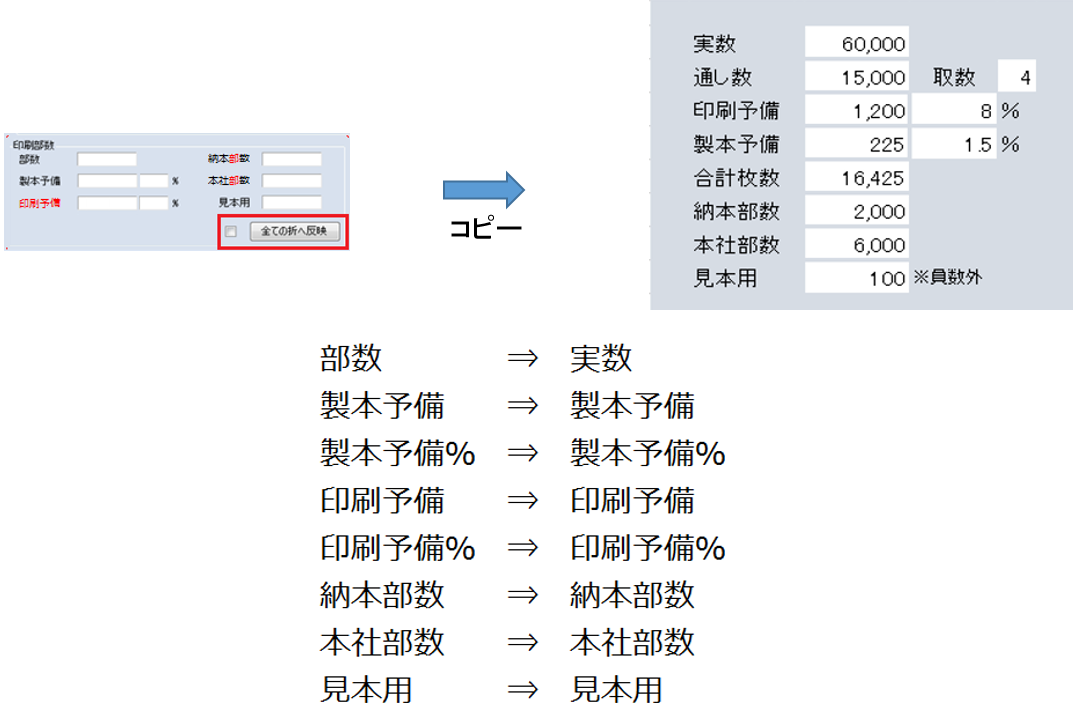 印刷部数
部数 納本部数
製本予備 % 本社部数
印刷予備 % 見本用
全ての折へ反映
コピー
実数 60,000
通し数 15,000 取数 4
印刷予備 1,200 8 %
製本予備 225 1.5 %
合計枚数 16,425
納本部数 2,000
本社部数 6,000
見本用 100 ※員数外
部数 ⇒ 実数
製本予備 ⇒ 製本予備
製本予備% ⇒ 製本予備%
印刷予備 ⇒ 印刷予備
印刷予備% ⇒ 印刷予備%
納本部数 ⇒ 納本部数
本社部数 ⇒ 本社部数
見本用 ⇒ 見本用